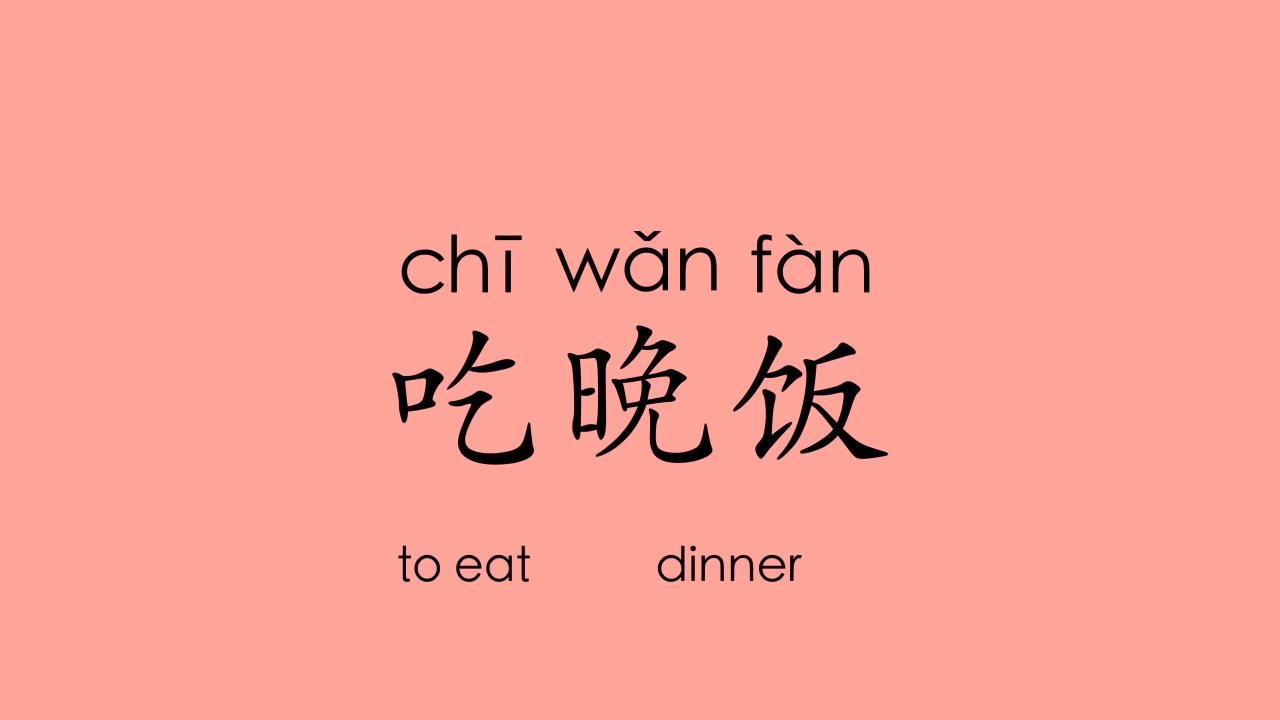 chī wǎn fàn
吃晚饭
to eat dinner